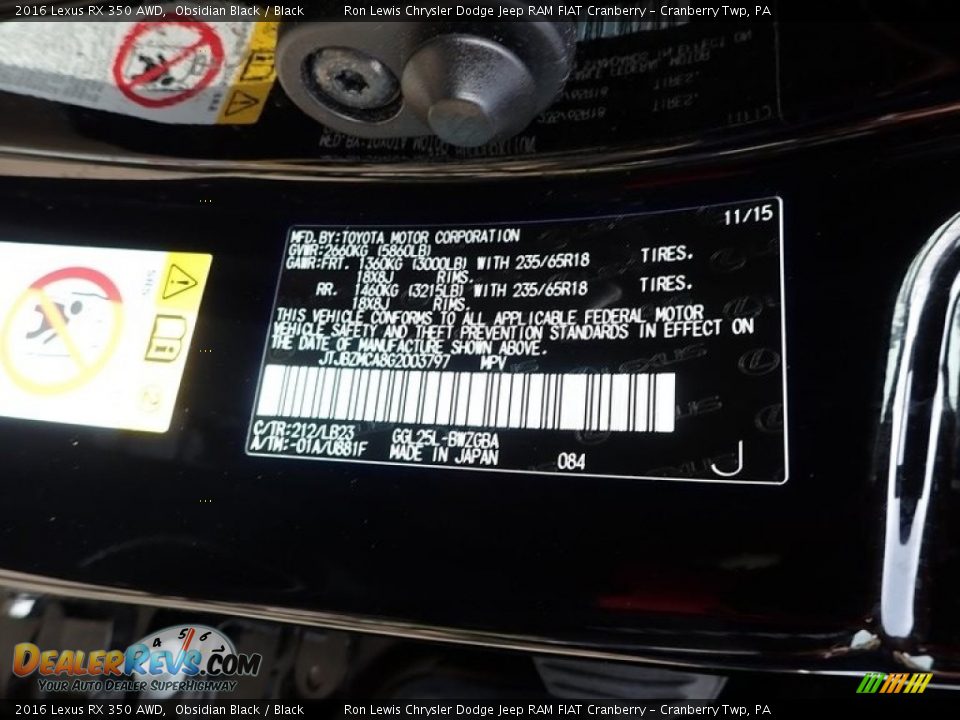 2016 Lexus RX 350 AWD, Obsidian Black / Black Ron Lewis Chrysler Dodge Jeep RAM FIAT Cranberry - Cranberry Twp, PA
11/15
MFD.BY:TOYOTA MOTOR CORPORATION
GVWR:2660KG (5860LB)
GAWR:FRT. 1360KG (3000LB) WITH 235/65R18 TIRES.
18X8J RIMS.
RR. 1460KG (3215LB) WITH 235/65R18 TIRES.
18X8J RIMS.
THIS VEHICLE CONFORMS TO ALL APPLICABLE FEDERAL MOTOR
VEHICLE SAFETY AND THEFT PREVENTION STANDARDS IN EFFECT ON
THE DATE OF MANUFACTURE SHOWN ABOVE.
JTJBZMCA8G2003797 MPV
C/TR:212/LB23 GGL25L-BWZGBA
A/TM:-01A/U881F MADE IN JAPAN 084 J
DEALERREVS.COM
YOUR AUTO DEALER SUPERHIGHWAY
2016 Lexus RX 350 AWD, Obsidian Black / Black Ron Lewis Chrysler Dodge Jeep RAM FIAT Cranberry - Cranberry Twp, PA